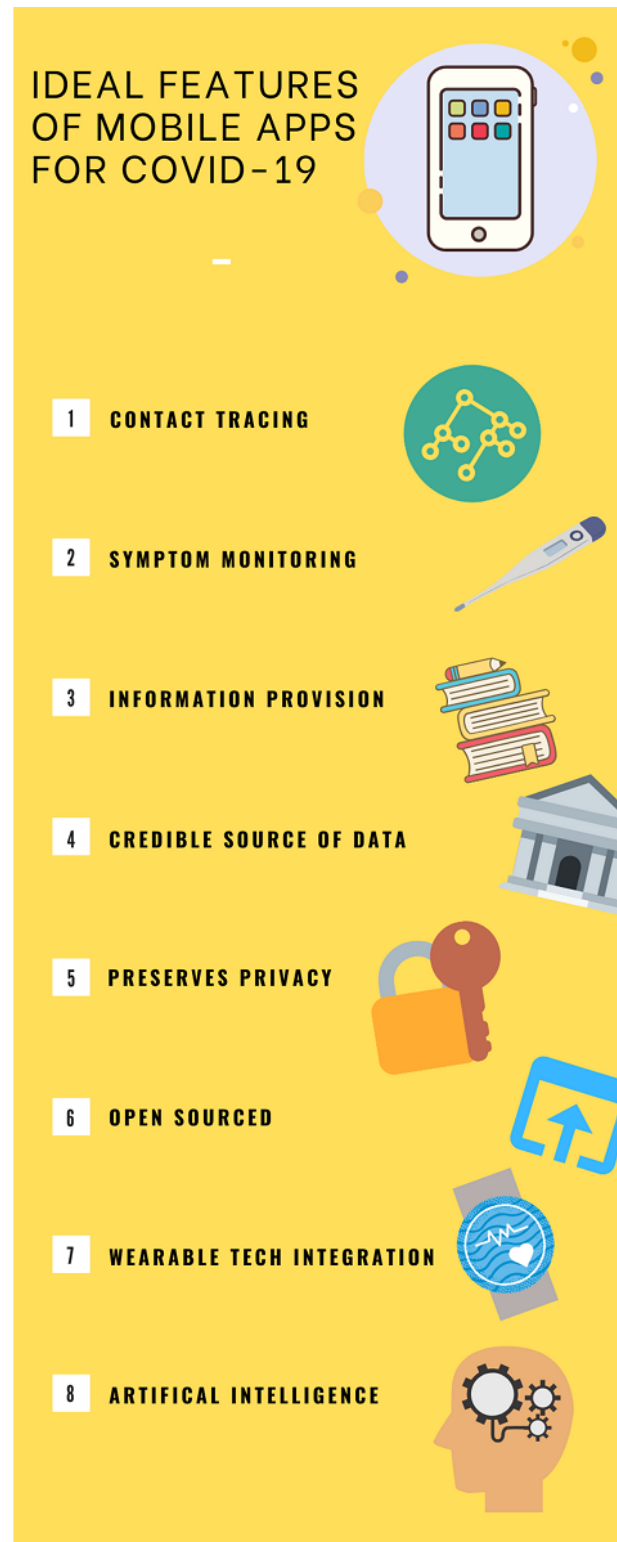 IDEAL FEATURES
OF MOBILE APPS
FOR COVID-19
1 CONTACT TRACING
2 SYMPTOM MONITORING
3 INFORMATION PROVISION
4 CREDIBLE SOURCE OF DATA
5 PRESERVES PRIVACY
6 OPEN SOURCED
7 WEARABLE TECH INTEGRATION
8 ARTIFICAL INTELLIGENCE